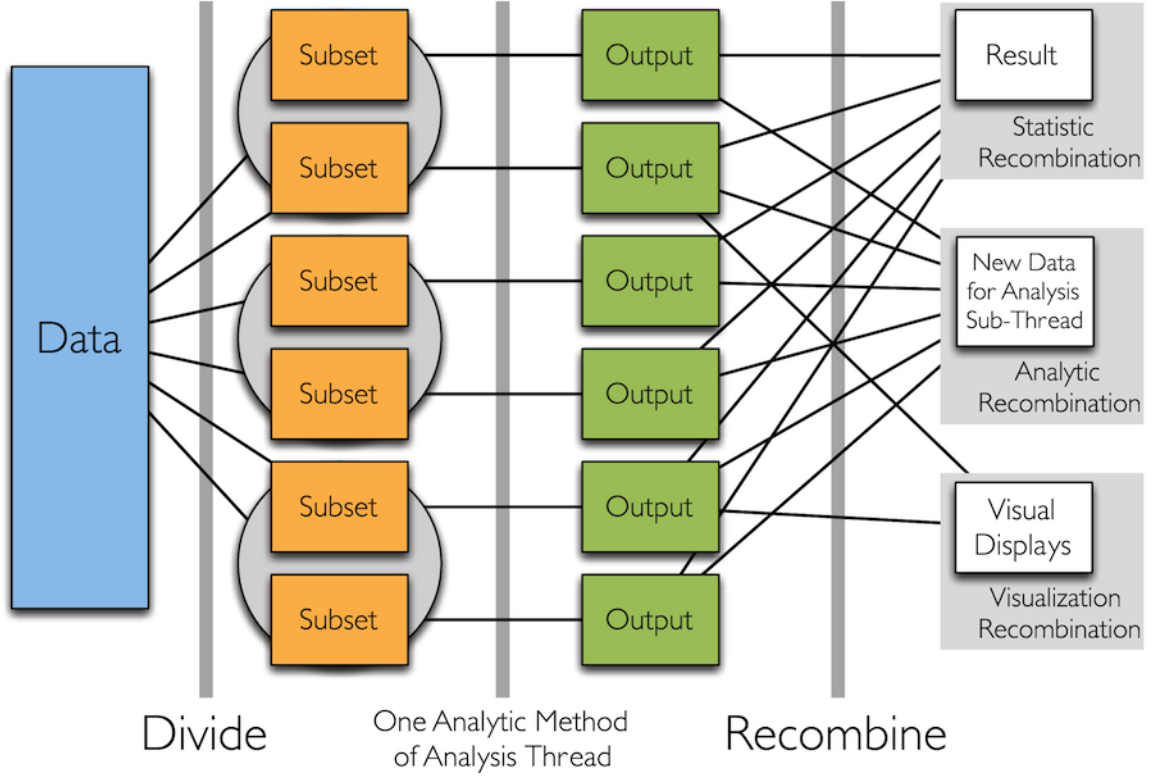 Data
Subset
Subset
Subset
Subset
Subset
Subset
Output
Output
Output
Output
Output
Output
Result
Statistic
Recombination
New Data
for Analysis
Sub-Thread
Analytic
Recombination
Visual
Displays
Visualization
Recombination
Divide
One Analytic Method
of Analysis Thread
Recombine